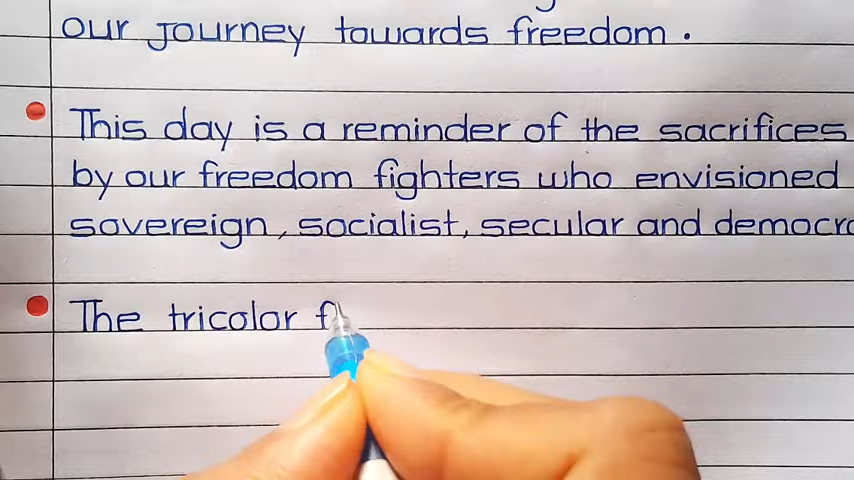 our journey towards freedom.
This day is a reminder of the sacrifices
by our freedom fighters who envisioned
sovereign, socialist, secular and democra
The tricolor f